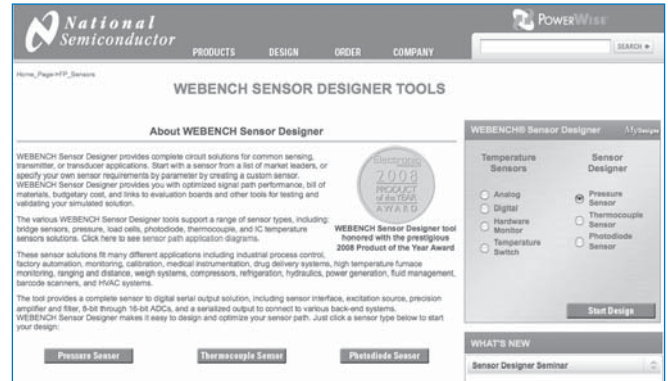 National
Semiconductor
POWERWISE®
PRODUCTS DESIGN ORDER COMPANY
SEARCH
Home_Page>FP_Sensors
WEBENCH SENSOR DESIGNER TOOLS
About WEBENCH Sensor Designer
WEBENCH Sensor Designer provides complete circuit solutions for common sensing,
transmitter, or transducer applications. Start with a sensor from a list of market leaders, or
specify your own sensor requirements by parameter by creating a custom sensor.
WEBENCH Sensor Designer provides you with optimized signal path performance, bill of
materials, budgetary cost, and links to evaluation boards and other tools for testing and
validating your simulated solution.
The various WEBENCH Sensor Designer tools support a range of sensor types, including:
bridge sensors, pressure, load cells, photodiode, thermocouple, and IC temperature
sensors solutions. Click here to see sensor path application diagrams.
Electronic
2008
PRODUCT
of the YEAR
AWARD
WEBENCH Sensor Designer tool
honored with the prestigious
2008 Product of the Year Award
These sensor solutions fit many different applications including industrial process control,
factory automation, monitoring, calibration, medical instrumentation, drug delivery systems, high temperature furnace
monitoring, ranging and distance, weigh systems, compressors, refrigeration, hydraulics, power generation, fluid management,
barcode scanners, and HVAC systems.
The tool provides a complete sensor to digital serial output solution, including sensor interface, excitation source, precision
amplifier and filter, 8-bit through 16-bit ADCs, and a serialized output to connect to various back-end systems.
WEBENCH Sensor Designer makes it easy to design and optimize your sensor path. Just click a sensor type below to start
your design:
Pressure Sensor
Thermocouple Sensor
Photodiode Sensor
WEBENCH® Sensor Designer MyDesigns
Temperature
Sensors
Analog
Digital
Hardware
Monitor
Temperature
Switch
Sensor
Designer
Pressure
Sensor
Thermocouple
Sensor
Photodiode
Sensor
Start Design
WHAT'S NEW
Sensor Designer Seminar